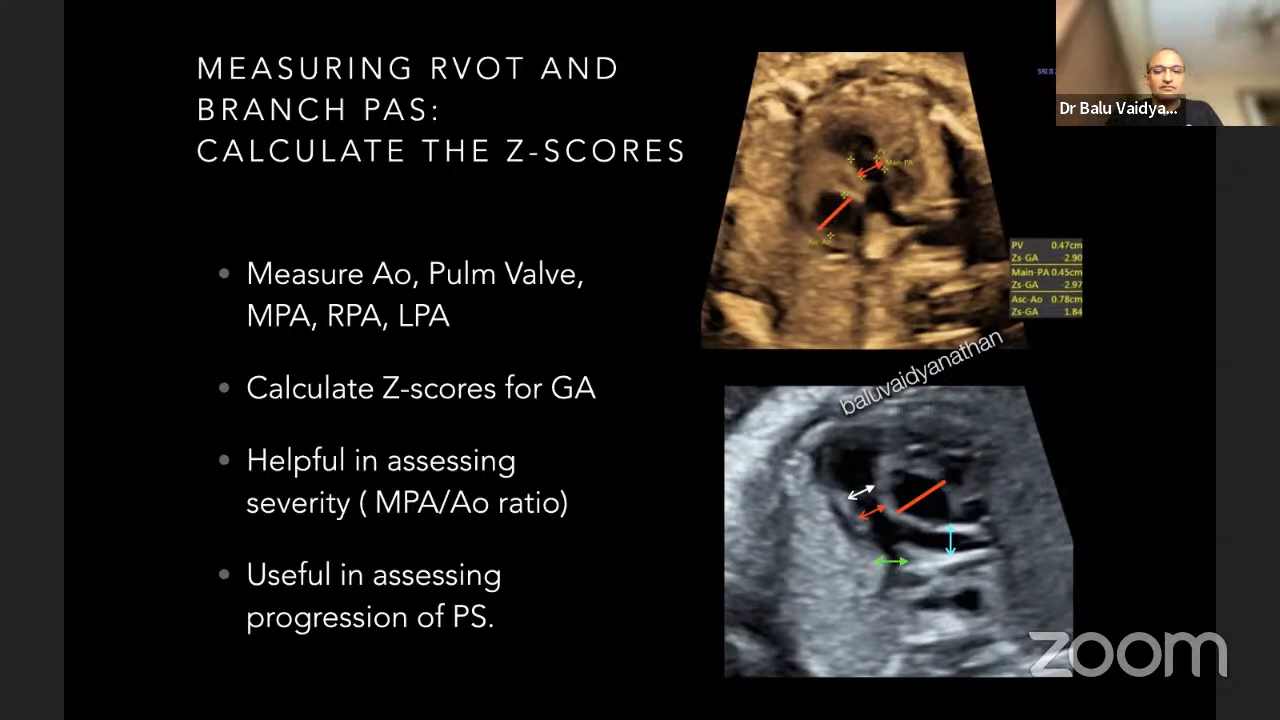 MEASURING RVOT AND
BRANCH PAS:
CALCULATE THE Z-SCORES
Measure Ao, Pulm Valve,
MPA, RPA, LPA
Calculate Z-scores for GA
Helpful in assessing
severity ( MPA/Ao ratio)
Useful in assessing
progression of PS.
Main-PA
PV 0.47cm
Zs-GA -2.90
Main-PA 0.45cm
Zs-GA -2.97
Asc-Ao 0.78cm
Zs-GA 1.84
baluvaidyanathan
Dr Balu Vaidya...
zoom